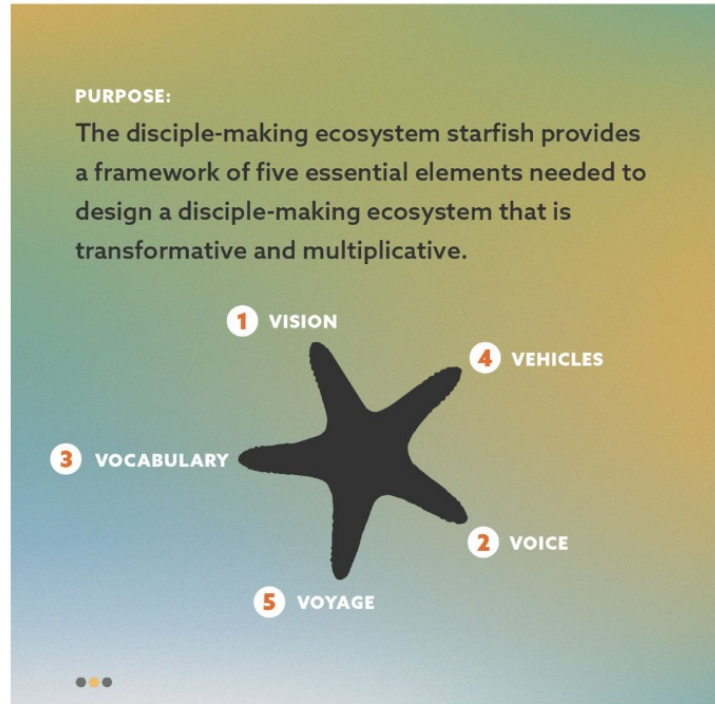 PURPOSE:
The disciple-making ecosystem starfish provides
a framework of five essential elements needed to
design a disciple-making ecosystem that is
transformative and multiplicative.
1 VISION
4 VEHICLES
3 VOCABULARY
2 VOICE
5 VOYAGE